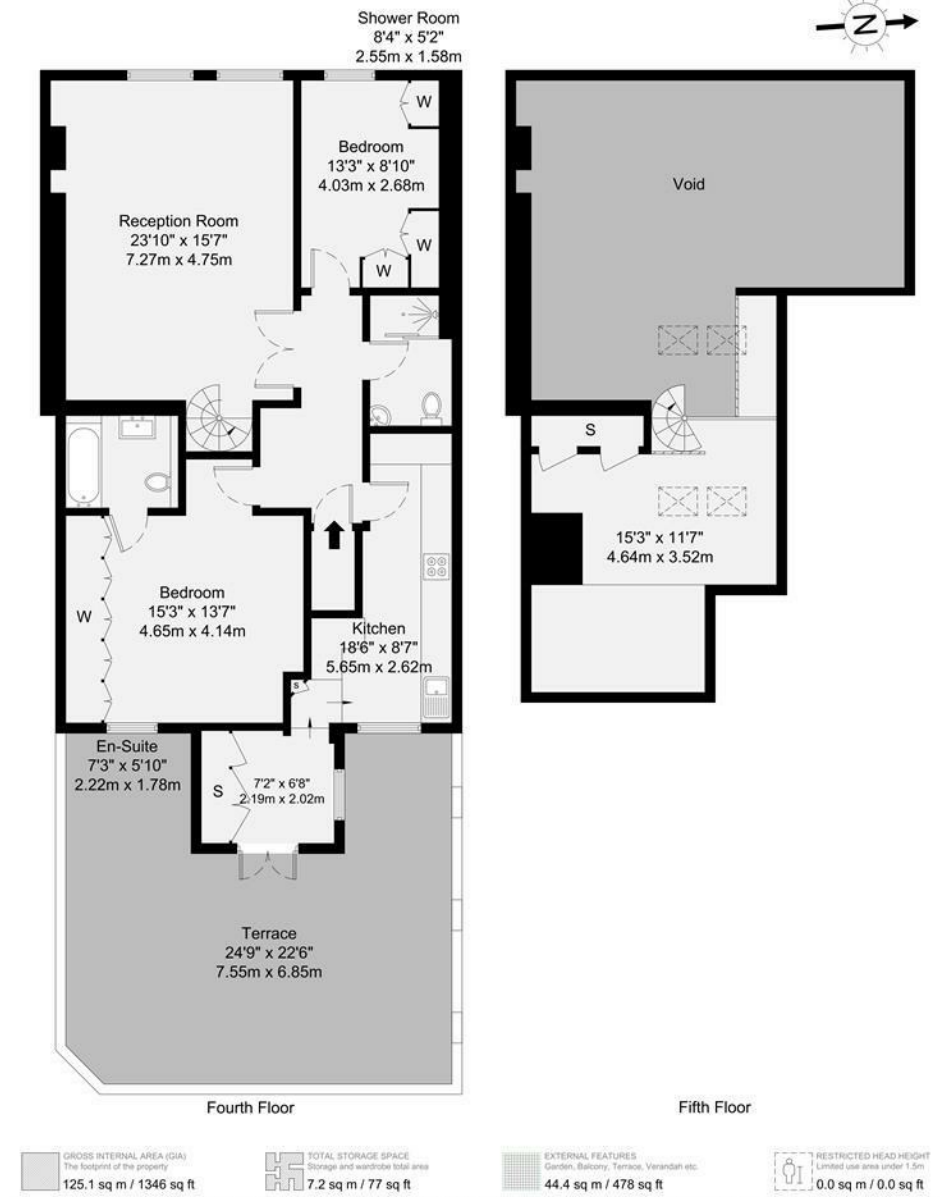 Shower Room
8'4" x 5'2"
2.55m x 1.58m
N
W
Bedroom
13'3" x 8'10"
4.03m x 2.68m
Reception Room
23'10" x 15'7"
7.27m x 4.75m
W
W
Void
S
15'3" x 11'7"
4.64m x 3.52m
Bedroom
15'3" x 13'7"
4.65m x 4.14m
W
Kitchen
18'6" x 8'7"
5.65m x 2.62m
s
En-Suite
7'3" x 5'10"
2.22m x 1.78m
S
7'2" x 6'8"
2.19m x 2.02m
Terrace
24'9" x 22'6"
7.55m x 6.85m
Fourth Floor
Fifth Floor
GROSS INTERNAL AREA (GIA)
The footprint of the property
125.1 sq m / 1346 sq ft
TOTAL STORAGE SPACE
Storage and wardrobe total area
7.2 sq m / 77 sq ft
EXTERNAL FEATURES
Garden, Balcony, Terrace, Verandah etc.
44.4 sq m / 478 sq ft
RESTRICTED HEAD HEIGHT
Limited use area under 1.5m
0.0 sq m / 0.0 sq ft